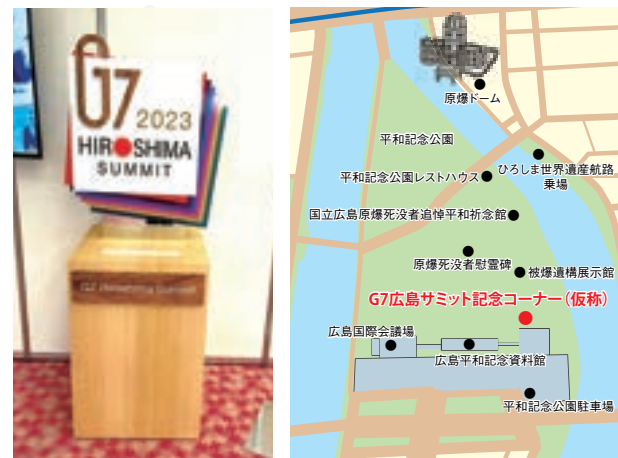 G7
2023
HIROSHIMA
SUMMIT
G7 Hiroshima Summit
原爆ドーム
平和記念公園
ひろしま世界遺産航路
乗場
平和記念公園レストハウス
国立広島原爆死没者追悼平和祈念館
原爆死没者慰霊碑
被爆遺構展示館
G7広島サミット記念コーナー(仮称)
広島国際会議場
広島平和記念資料館
平和記念公園駐車場